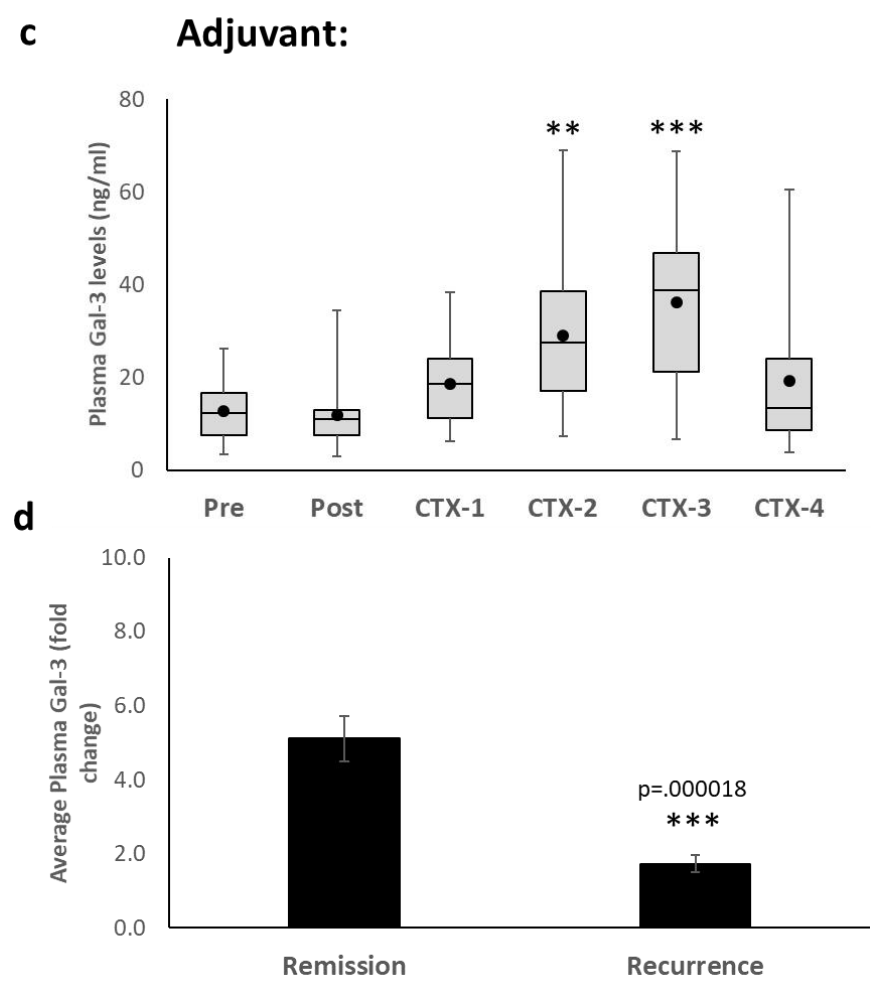 c Adjuvant:
80
60
40
20
0
Plasma Gal-3 levels (ng/ml)
** ***
Pre Post CTX-1 CTX-2 CTX-3 CTX-4
d
10.0
8.0
6.0
4.0
2.0
0.0
Average Plasma Gal-3 (fold
change)
p=.000018
***
Remission Recurrence